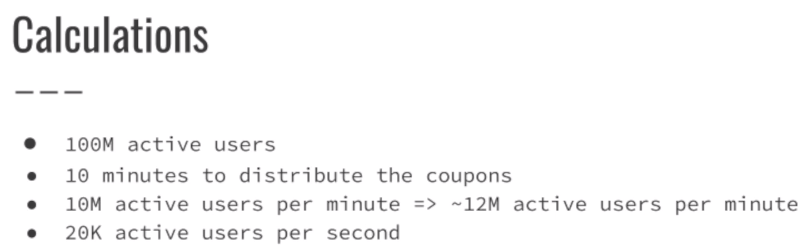 Calculations
● 100M active users
● 10 minutes to distribute the coupons
● 10M active users per minute => ~12M active users per minute
● 20K active users per second